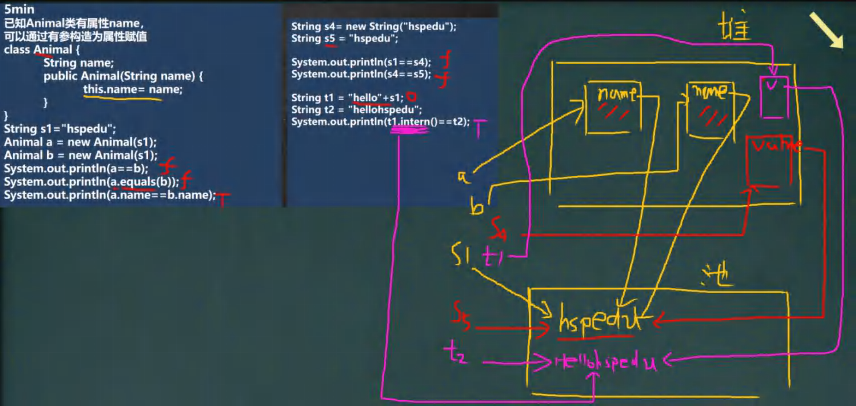 5min
已知Animal类有属性name,
可以通过有参构造为属性赋值
class Animal {
String name;
public Animal(String name) {
this.name= name;
}
}
String s1="hspedu";
Animal a = new Animal(s1);
Animal b = new Animal(s1);
System.out.println(a==b); f
System.out.println(a.equals(b)); f
System.out.println(a.name==b.name); T
String s4= new String("hspedu");
String s5 = "hspedu";
System.out.println(s1==s4); f
System.out.println(s4==s5); f
String t1 = "hello"+s1;
String t2 = "hellohspedu";
System.out.println(t1.intern()==t2); T
堆
name
name
v
value
a
b
S4
t1
S1
池
S5
hspedu
t2
Hellohspedu